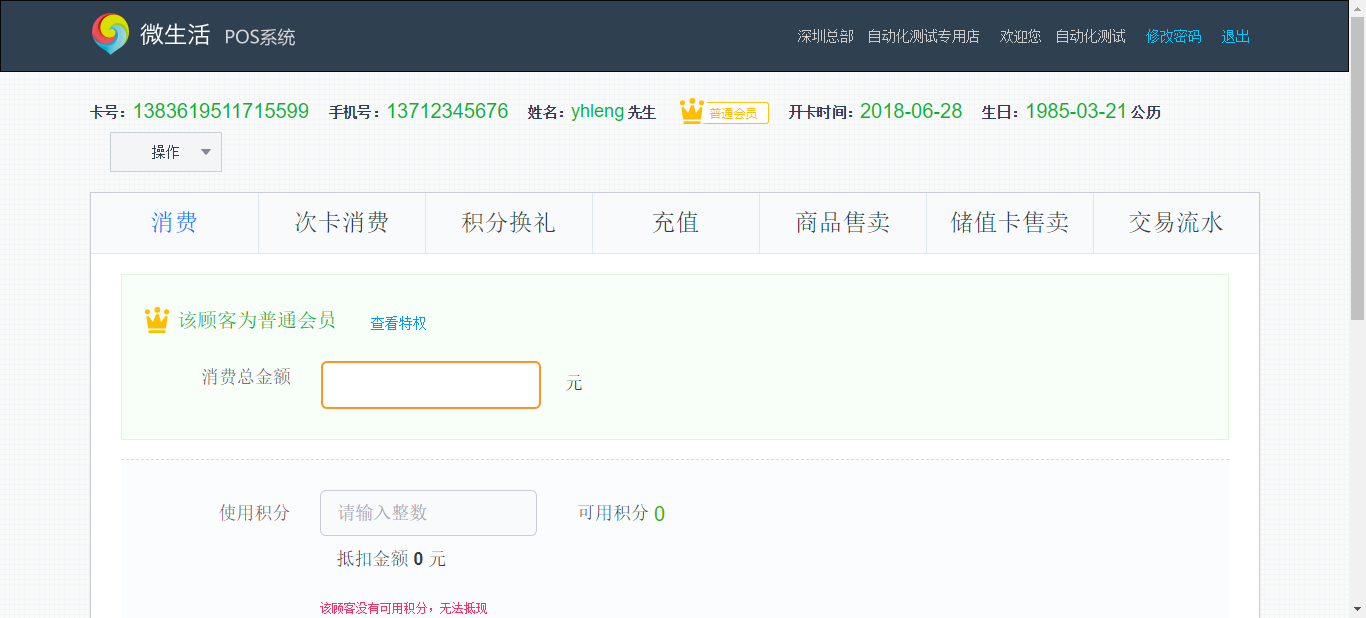 微生活 POS系统 深圳总部 自动化测试专用店 欢迎您 自动化测试 修改密码 退出
卡号：1383619511715599 手机号：13712345676 姓名：yhleng 先生 普通会员 开卡时间：2018-06-28 生日：1985-03-21 公历
操作
消费 次卡消费 积分换礼 充值 商品售卖 储值卡售卖 交易流水
该顾客为普通会员 查看特权
消费总金额 元
使用积分 请输入整数 可用积分 0
抵扣金额 0 元
该顾客没有可用积分，无法抵现